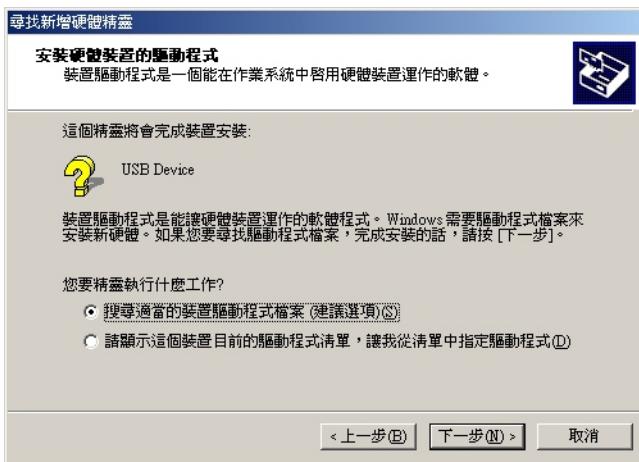 尋找新增硬體精靈
安裝硬體裝置的驅動程式
裝置驅動程式是一個能在作業系統中啓用硬體裝置運作的軟體。
這個精靈將會完成裝置安裝:
USB Device
裝置驅動程式是能讓硬體裝置運作的軟體程式。Windows 需要驅動程式檔案來
安裝新硬體。如果您要尋找驅動程式檔案，完成安裝的話，請按 [下一步]。
您要精靈執行什麼工作?
搜尋適當的裝置驅動程式檔案 (建議選項)(S)
請顯示這個裝置目前的驅動程式清單，讓我從清單中指定驅動程式(D)
<上一步(B) 下一步(N) > 取消